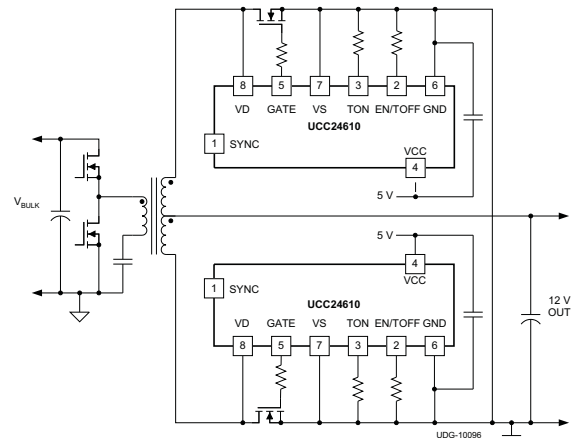 8 5 7 3 2 6
VD GATE VS TON EN/TOFF GND
UCC24610
1 SYNC
VCC
4
5 V
VBULK
5 V
4
VCC
1 SYNC
UCC24610
VD GATE VS TON EN/TOFF GND
8 5 7 3 2 6
12 V
OUT
UDG-10096